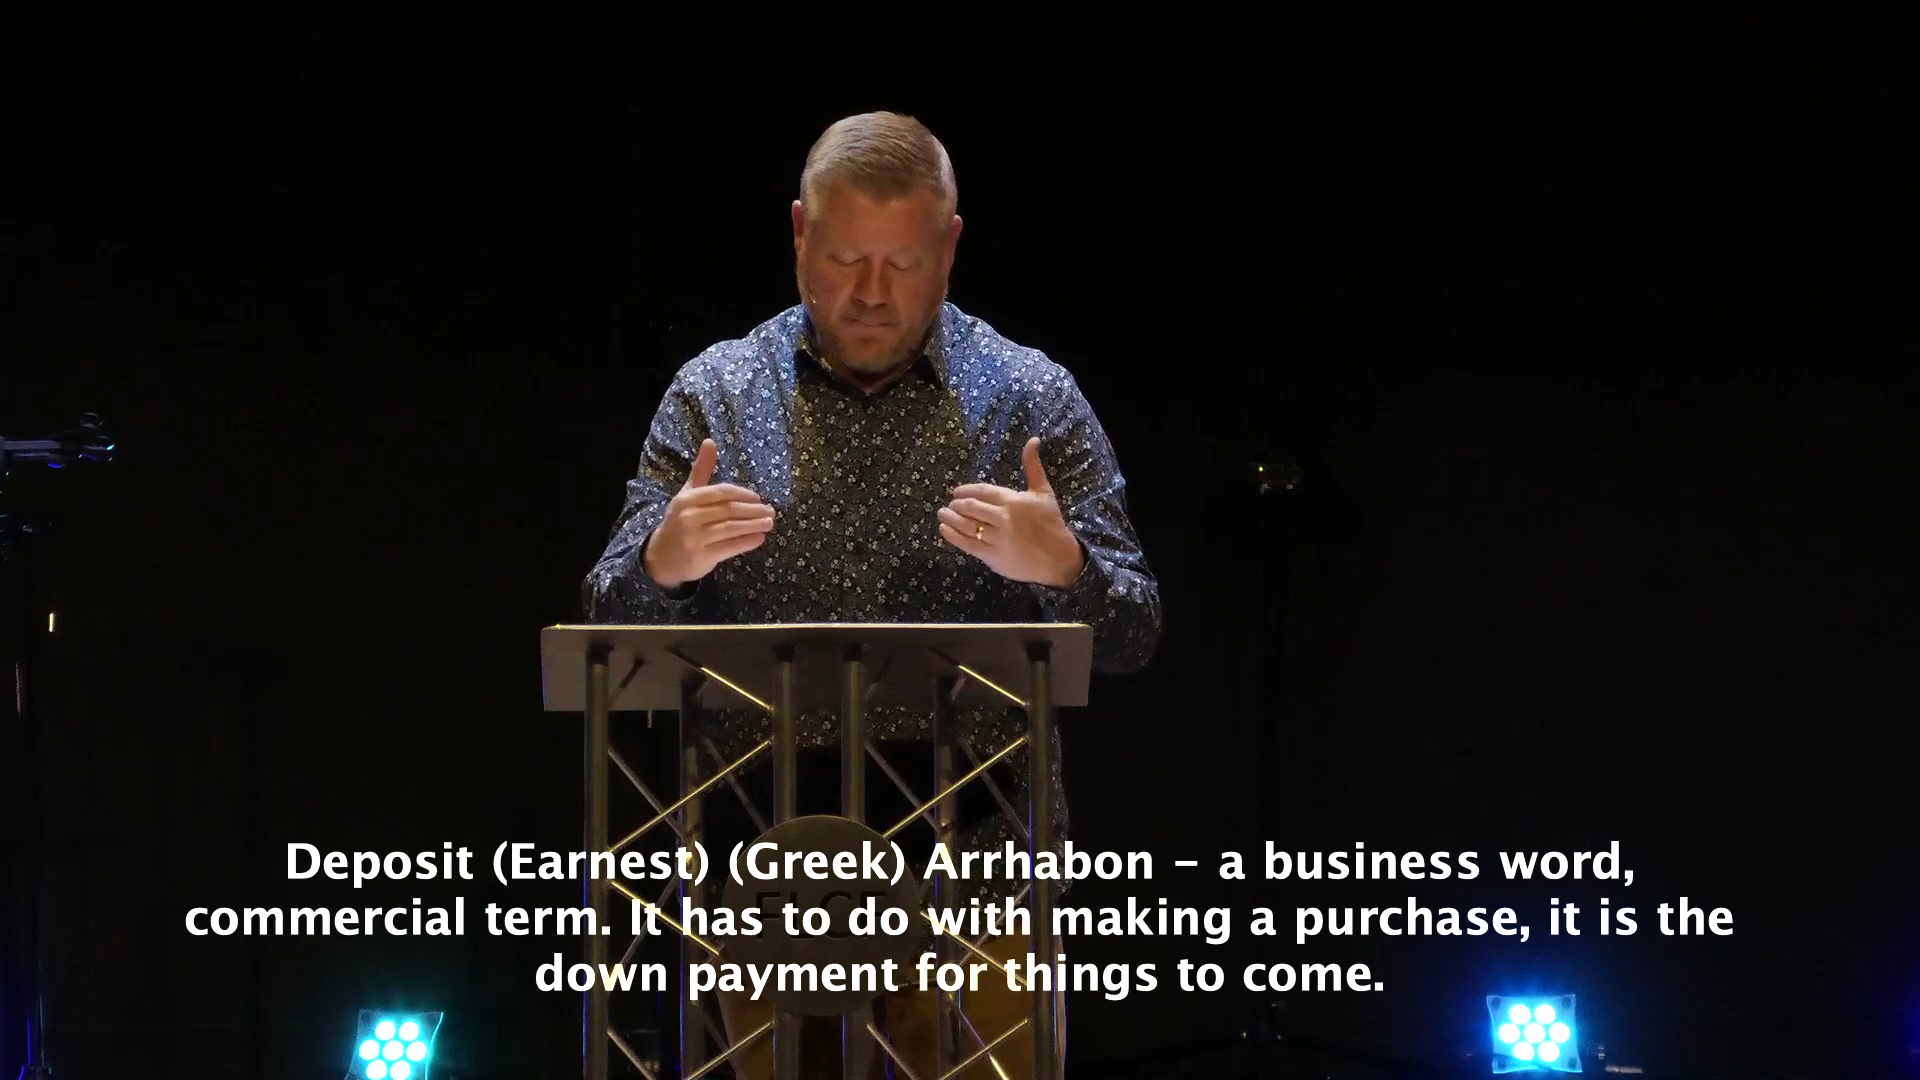 Deposit (Earnest) (Greek) Arrhabon – a business word,
commercial term. It has to do with making a purchase, it is the
down payment for things to come.
FLCF